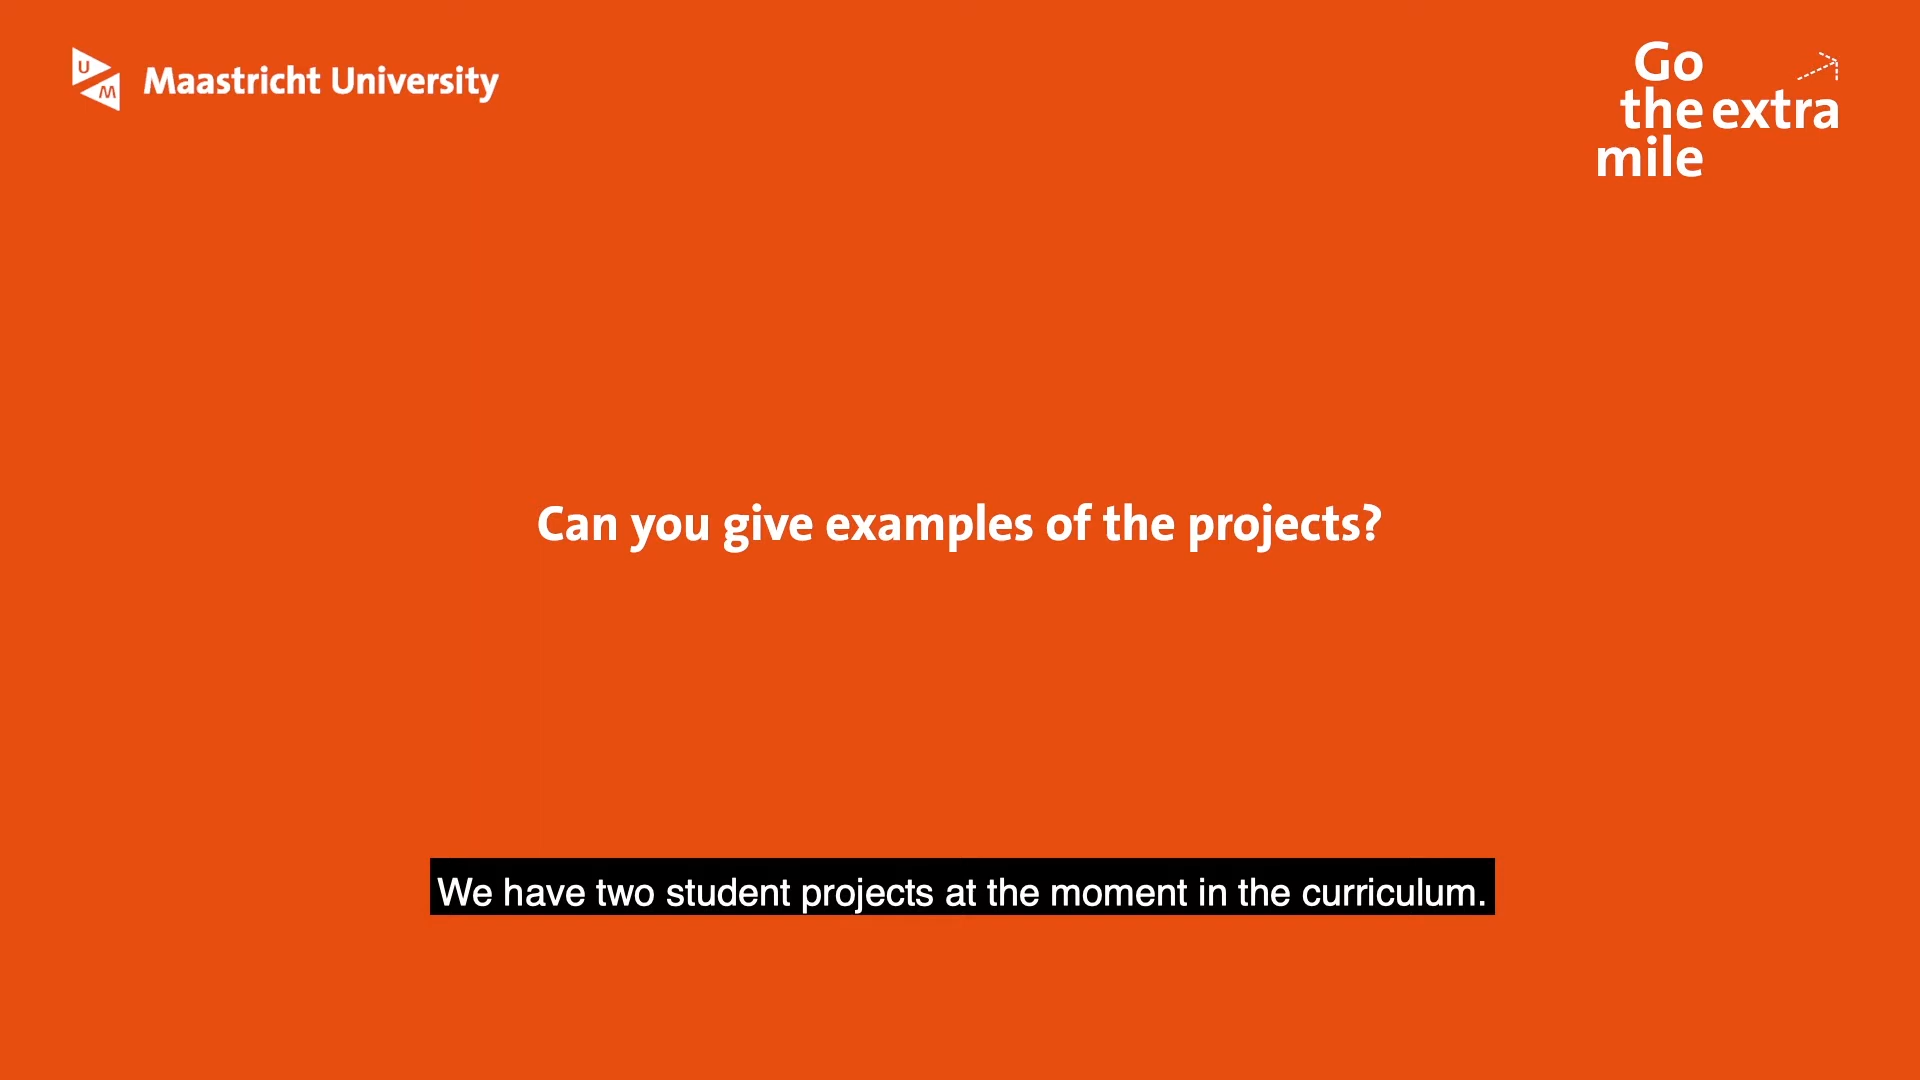 U
M
Maastricht University
Go
the extra
mile
Can you give examples of the projects?
We have two student projects at the moment in the curriculum.